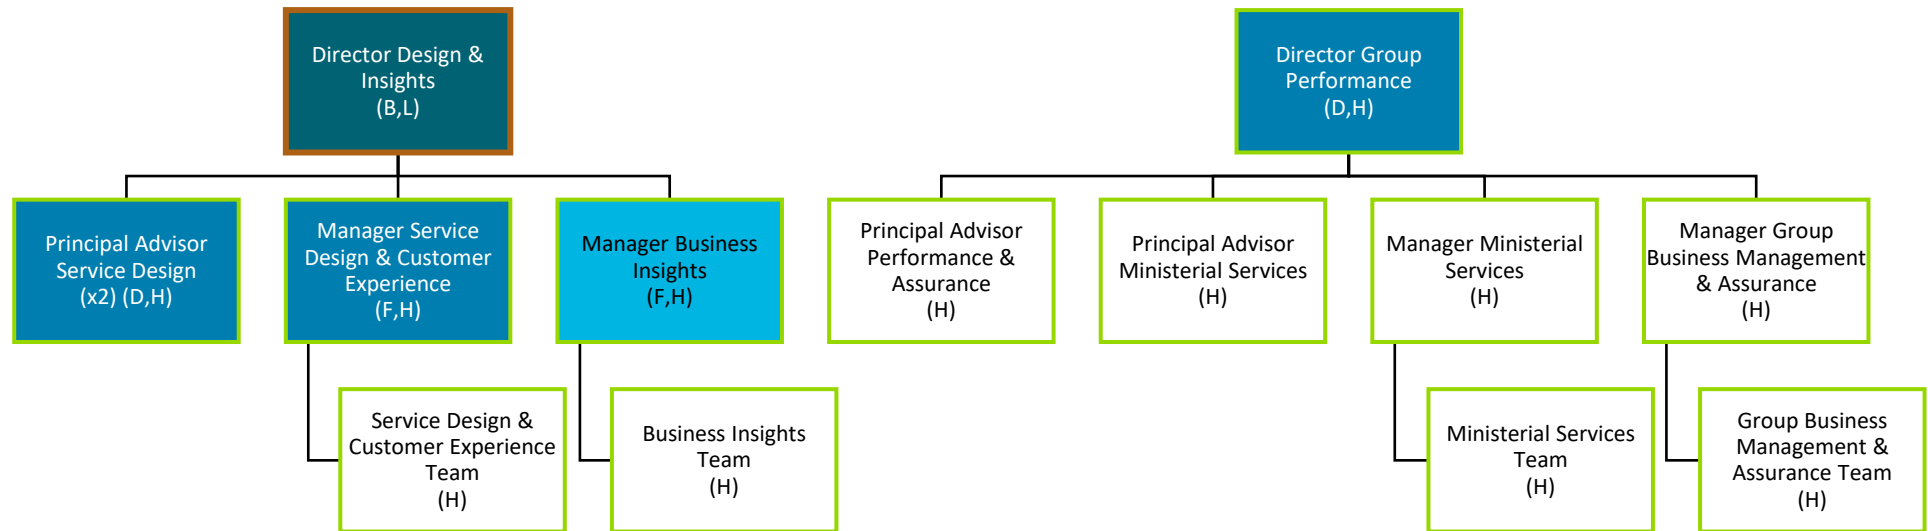 Director Design &
Insights
(B,L)
Director Group
Performance
(D,H)
Principal Advisor
Service Design
(x2) (D,H)
Manager Service
Design & Customer
Experience
(F,H)
Manager Business
Insights
(F,H)
Principal Advisor
Performance &
Assurance
(H)
Principal Advisor
Ministerial Services
(H)
Manager Ministerial
Services
(H)
Manager Group
Business Management
& Assurance
(H)
Service Design &
Customer Experience
Team
(H)
Business Insights
Team
(H)
Ministerial Services
Team
(H)
Group Business
Management &
Assurance Team
(H)